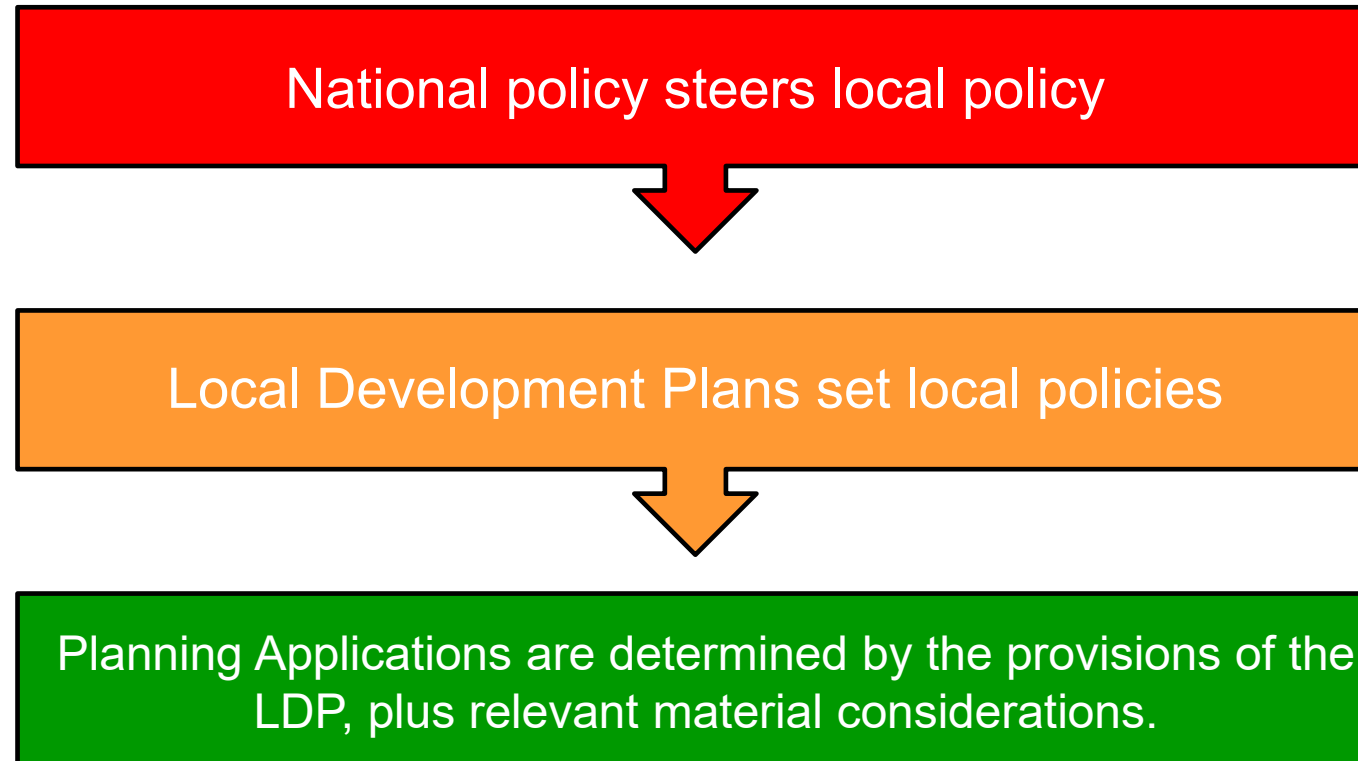 National policy steers local policy
Local Development Plans set local policies
Planning Applications are determined by the provisions of the
LDP, plus relevant material considerations.